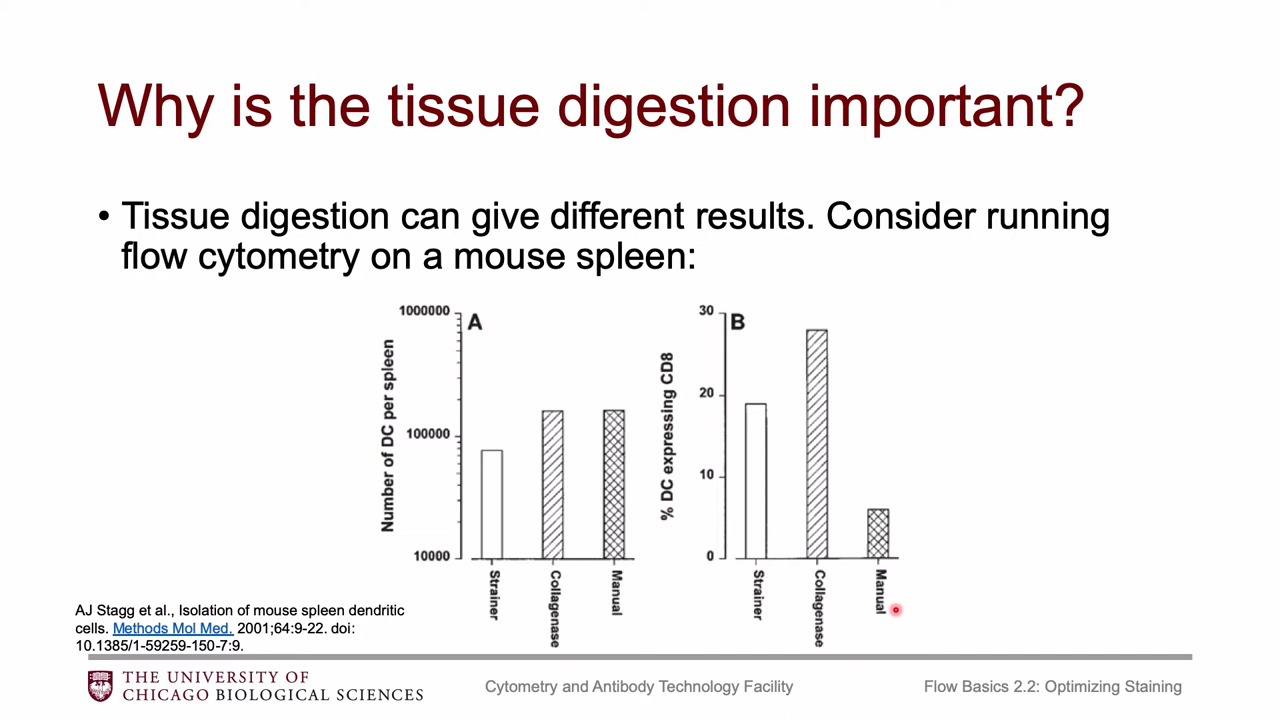 Why is the tissue digestion important?
• Tissue digestion can give different results. Consider running
flow cytometry on a mouse spleen:
A
Number of DC per spleen
1000000
100000
10000
Strainer
Collagenase
Manual
B
% DC expressing CD8
30
20
10
0
Strainer
Collagenase
Manual
AJ Stagg et al., Isolation of mouse spleen dendritic
cells. Methods Mol Med. 2001;64:9-22. doi:
10.1385/1-59259-150-7:9.
THE UNIVERSITY OF
CHICAGO BIOLOGICAL SCIENCES
Cytometry and Antibody Technology Facility
Flow Basics 2.2: Optimizing Staining